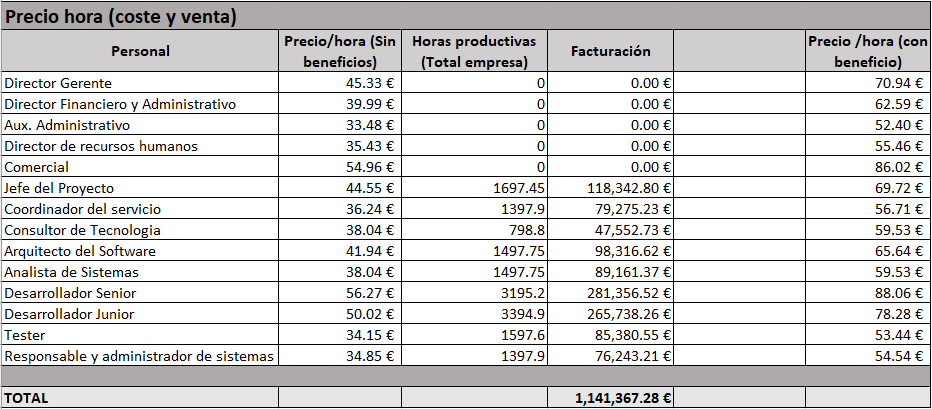 Precio hora (coste y venta)
Personal Precio/hora (Sin beneficios) Horas productivas (Total empresa) Facturación Precio /hora (con beneficio)
Director Gerente 45.33 € 0 0.00 € 70.94 €
Director Financiero y Administrativo 39.99 € 0 0.00 € 62.59 €
Aux. Administrativo 33.48 € 0 0.00 € 52.40 €
Director de recursos humanos 35.43 € 0 0.00 € 55.46 €
Comercial 54.96 € 0 0.00 € 86.02 €
Jefe del Proyecto 44.55 € 1697.45 118,342.80 € 69.72 €
Coordinador del servicio 36.24 € 1397.9 79,275.23 € 56.71 €
Consultor de Tecnologia 38.04 € 798.8 47,552.73 € 59.53 €
Arquitecto del Software 41.94 € 1497.75 98,316.62 € 65.64 €
Analista de Sistemas 38.04 € 1497.75 89,161.37 € 59.53 €
Desarrollador Senior 56.27 € 3195.2 281,356.52 € 88.06 €
Desarrollador Junior 50.02 € 3394.9 265,738.26 € 78.28 €
Tester 34.15 € 1597.6 85,380.55 € 53.44 €
Responsable y administrador de sistemas 34.85 € 1397.9 76,243.21 € 54.54 €
TOTAL 1,141,367.28 €